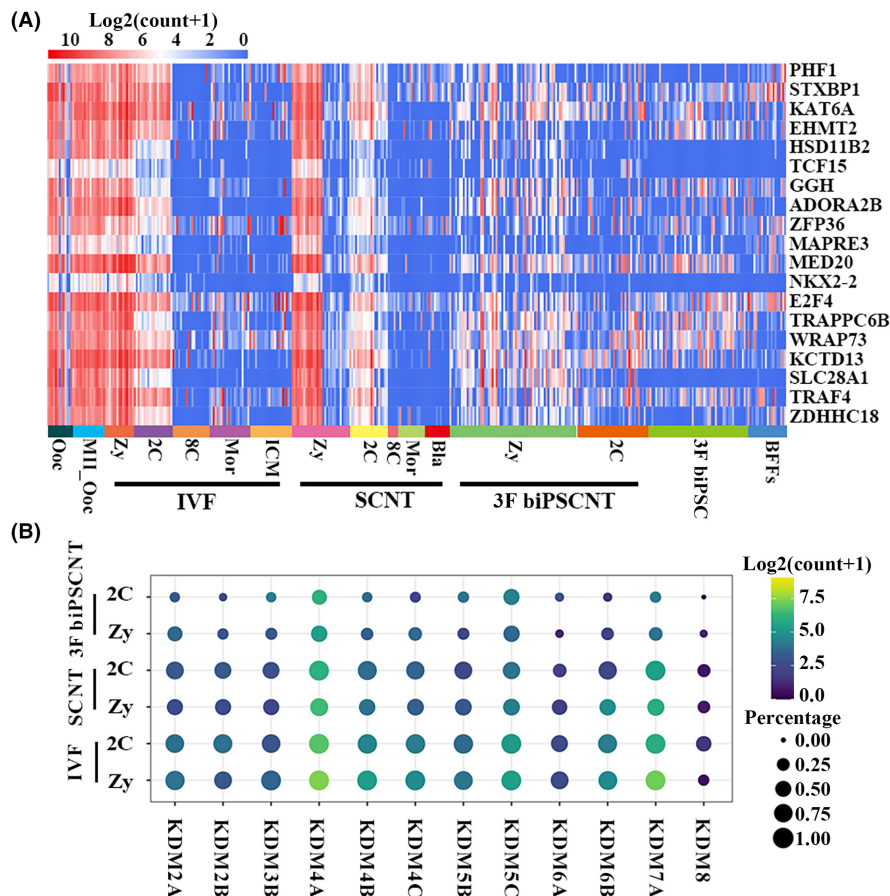 (A)
Log2(count+1)
10 8 6 4 2 0
PHF1
STXBP1
KAT6A
EHMT2
HSD11B2
TCF15
GGH
ADORA2B
ZFP36
MAPRE3
MED20
NKX2-2
E2F4
TRAPPC6B
WRAP73
KCTD13
SLC28A1
TRAF4
ZDHHC18
Ooc MII_Ooc Zy 2C 8C Mor ICM Zy 2C 8C Mor Bla Zy 2C 3F biPSC BFFs
IVF SCNT 3F biPSCNT
(B)
3F biPSCNT
2C
Zy
SCNT
2C
Zy
IVF
2C
Zy
KDM2A KDM2B KDM3B KDM4A KDM4B KDM4C KDM5B KDM5C KDM6A KDM6B KDM7A KDM8
Log2(count+1)
7.5
5.0
2.5
0.0
Percentage
0.00
0.25
0.50
0.75
1.00